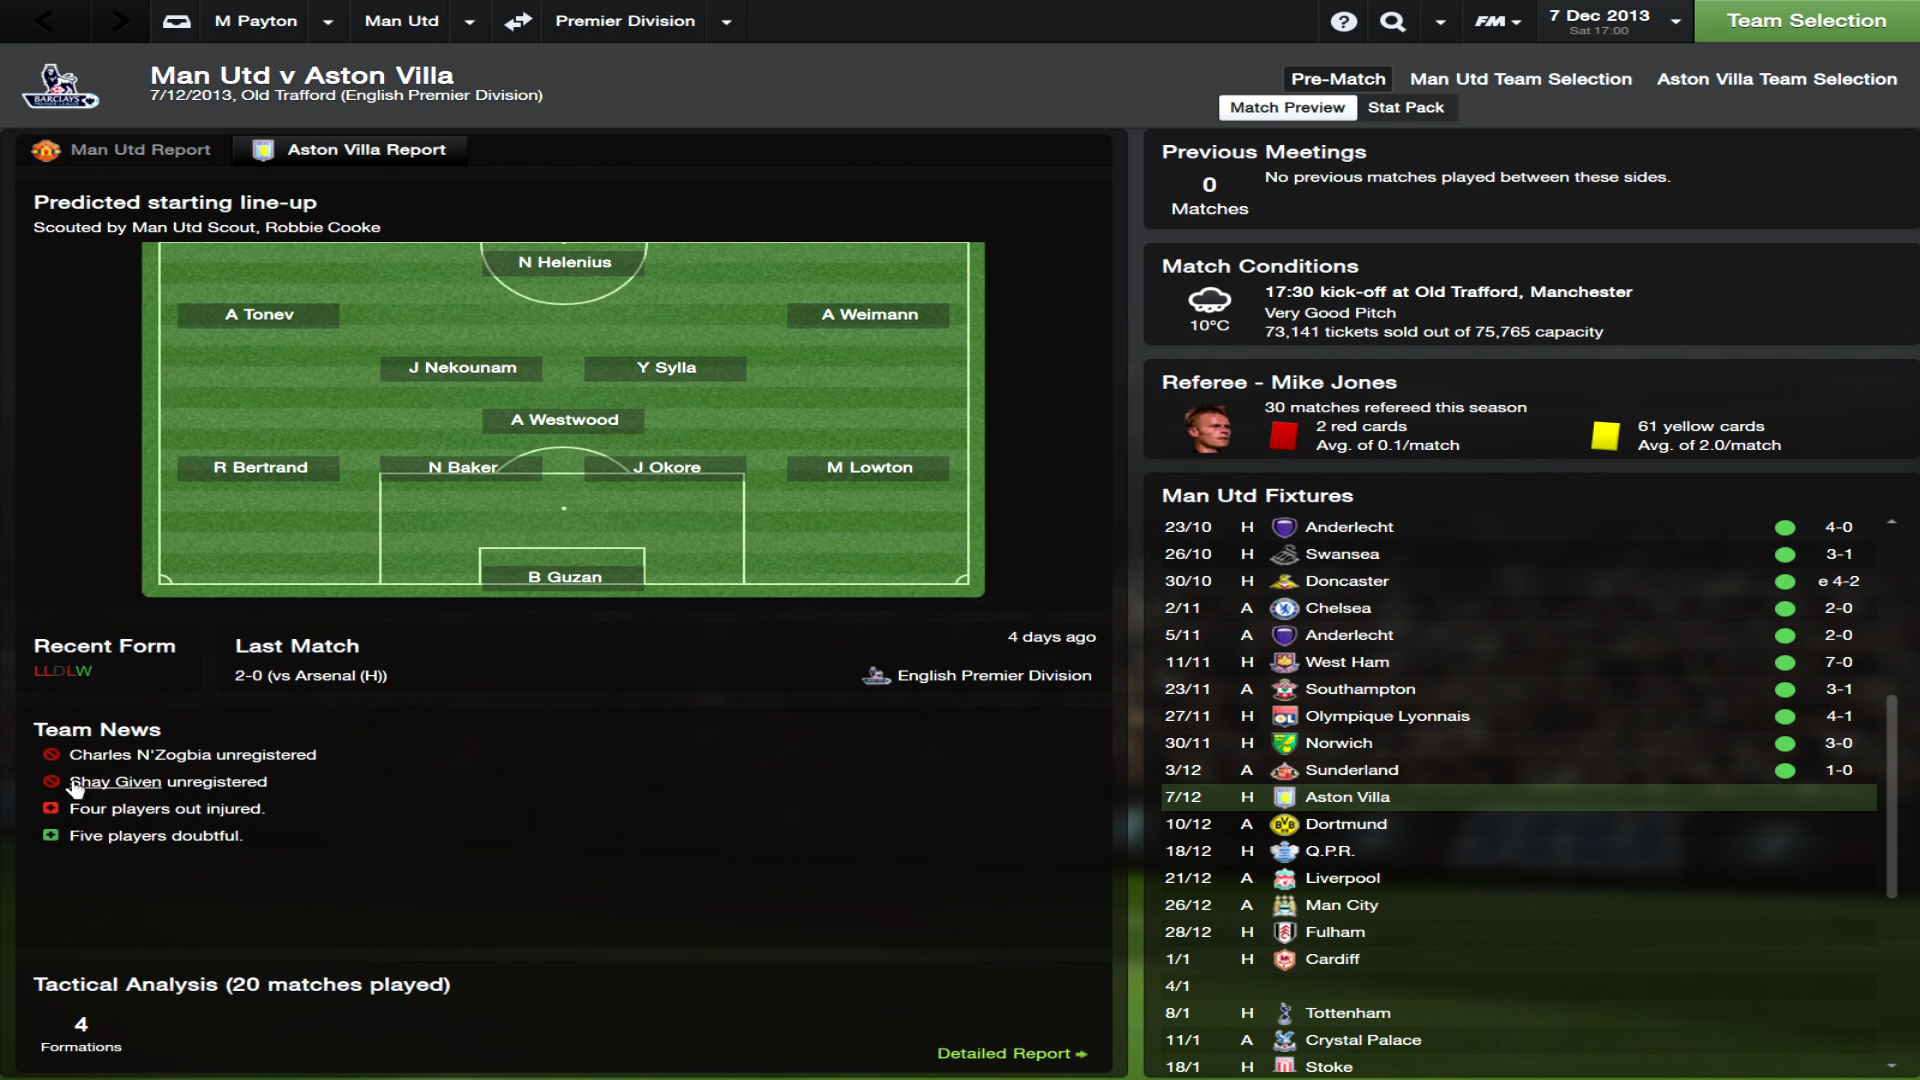 M Payton
Man Utd
Premier Division
?
FM
7 Dec 2013
Sat 17:00
Team Selection
BARCLAYS
Man Utd v Aston Villa
7/12/2013, Old Trafford (English Premier Division)
Pre-Match
Man Utd Team Selection
Aston Villa Team Selection
Match Preview
Stat Pack
Man Utd Report
Aston Villa Report
Predicted starting line-up
Scouted by Man Utd Scout, Robbie Cooke
N Helenius
A Tonev
A Weimann
J Nekounam
Y Sylla
A Westwood
R Bertrand
N Baker
J Okore
M Lowton
B Guzan
Recent Form
LLDLW
Last Match
4 days ago
2-0 (vs Arsenal (H))
English Premier Division
Team News
Charles N'Zogbia unregistered
Shay Given unregistered
Four players out injured.
Five players doubtful.
Tactical Analysis (20 matches played)
4
Formations
Detailed Report
Previous Meetings
0
Matches
No previous matches played between these sides.
Match Conditions
10°C
17:30 kick-off at Old Trafford, Manchester
Very Good Pitch
73,141 tickets sold out of 75,765 capacity
Referee - Mike Jones
30 matches refereed this season
2 red cards
Avg. of 0.1/match
61 yellow cards
Avg. of 2.0/match
Man Utd Fixtures
23/10 H Anderlecht 4-0
26/10 H Swansea 3-1
30/10 H Doncaster e 4-2
2/11 A Chelsea 2-0
5/11 A Anderlecht 2-0
11/11 H West Ham 7-0
23/11 A Southampton 3-1
27/11 H OL Olympique Lyonnais 4-1
30/11 H Norwich 3-0
3/12 A Sunderland 1-0
7/12 H Aston Villa
10/12 A BVB Dortmund
18/12 H Q.P.R.
21/12 A Liverpool
26/12 A Man City
28/12 H Fulham
1/1 H Cardiff
4/1
8/1 H Tottenham
11/1 A Crystal Palace
18/1 H Stoke